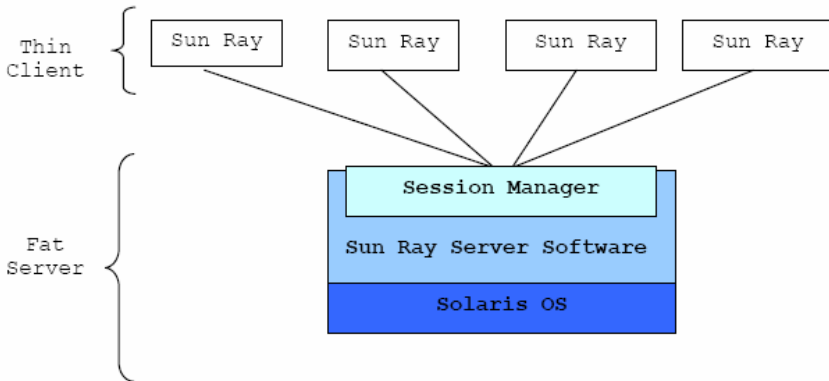 Thin
Client
Sun Ray
Sun Ray
Sun Ray
Sun Ray
Fat
Server
Session Manager
Sun Ray Server Software
Solaris OS